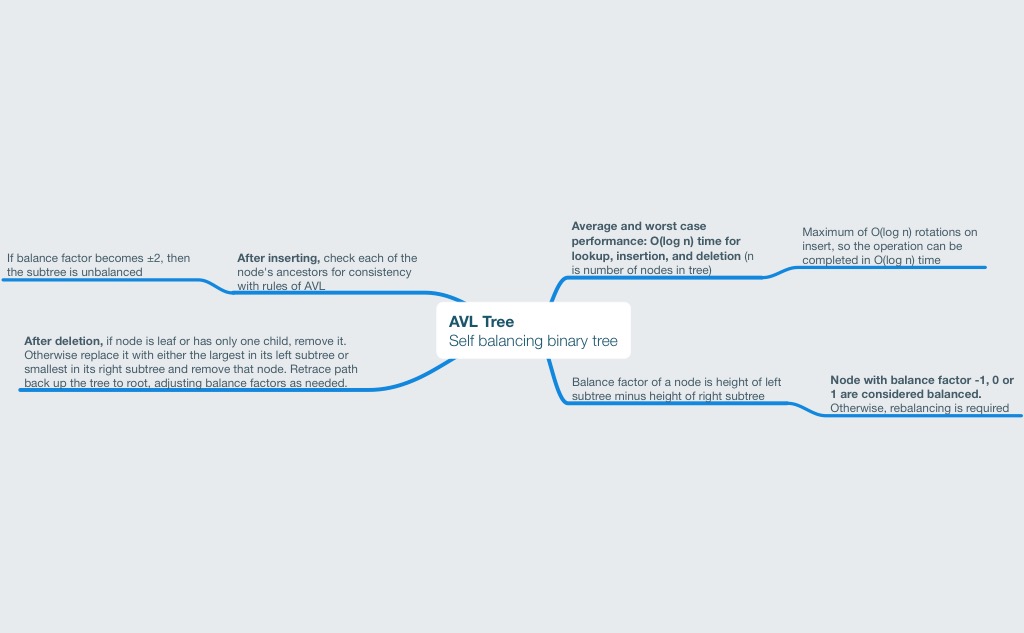 AVL Tree
Self balancing binary tree
Average and worst case
performance: O(log n) time for
lookup, insertion, and deletion (n
is number of nodes in tree)
Maximum of O(log n) rotations on
insert, so the operation can be
completed in O(log n) time
Balance factor of a node is height of left
subtree minus height of right subtree
Node with balance factor -1, 0 or
1 are considered balanced.
Otherwise, rebalancing is required
After inserting, check each of the
node's ancestors for consistency
with rules of AVL
If balance factor becomes ±2, then
the subtree is unbalanced
After deletion, if node is leaf or has only one child, remove it.
Otherwise replace it with either the largest in its left subtree or
smallest in its right subtree and remove that node. Retrace path
back up the tree to root, adjusting balance factors as needed.